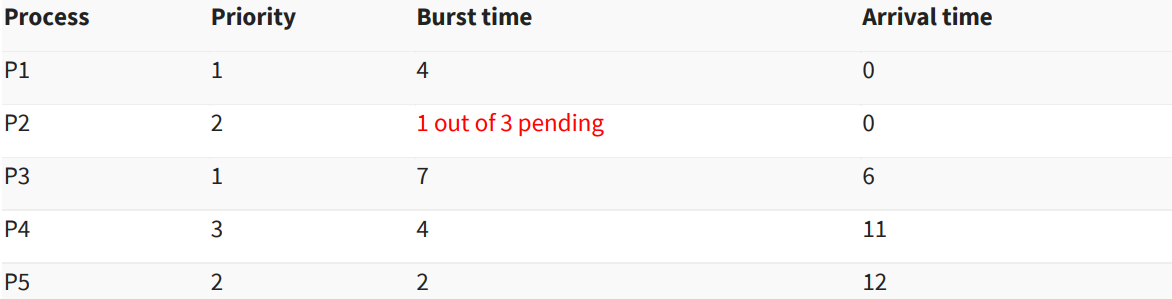 Process Priority Burst time Arrival time
P1 1 4 0
P2 2 1 out of 3 pending 0
P3 1 7 6
P4 3 4 11
P5 2 2 12